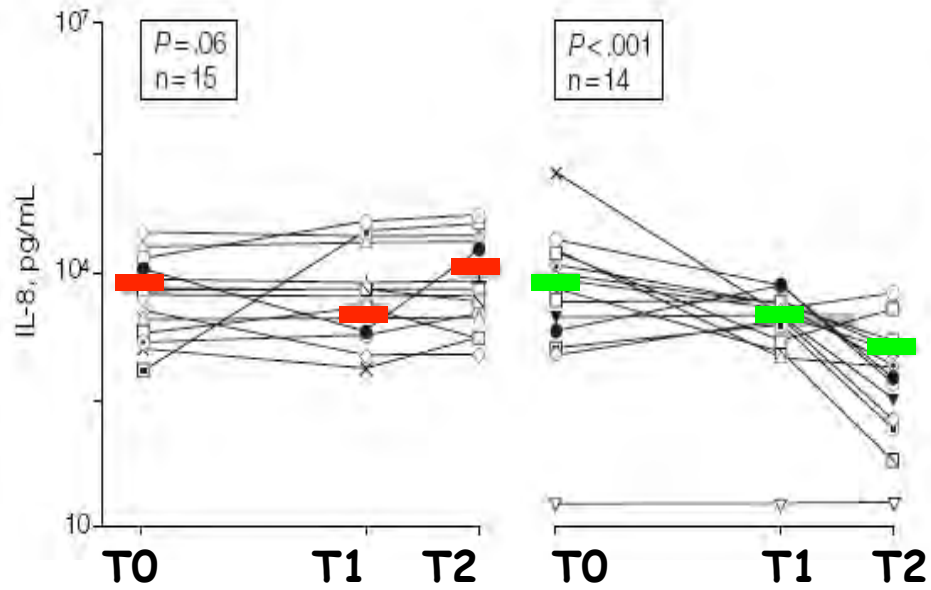 10⁷
P=.06
n=15
P<.001
n=14
IL-8, pg/mL
10⁴
10
T0 T1 T2 T0 T1 T2